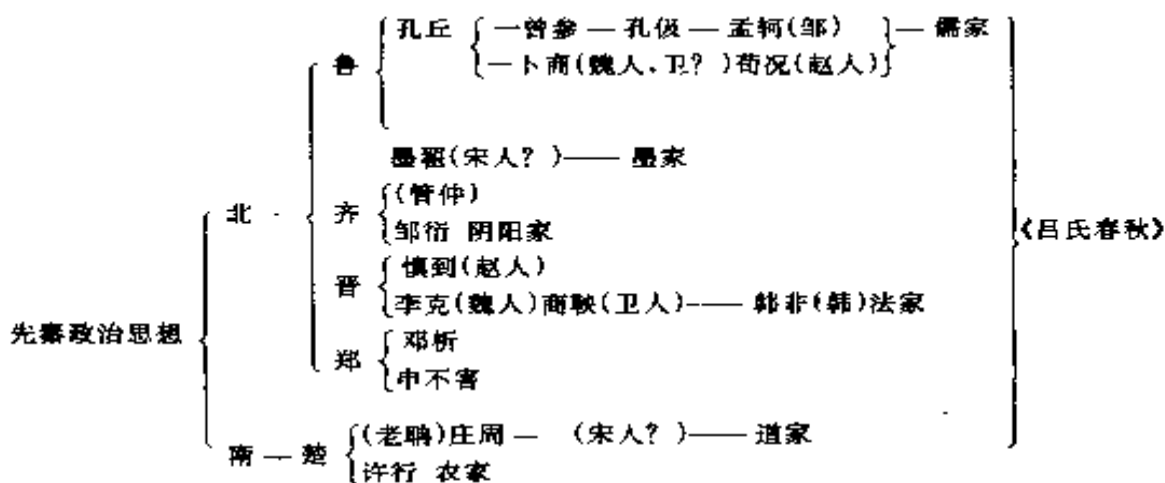 孔丘 一曾参 — 孔伋 — 孟轲(邹) — 儒家
鲁
— 卜商(魏人、卫?)荀况(赵人)
墨翟(宋人?)—— 墨家
北 — 齐 (管仲)
邹衍 阴阳家
《吕氏春秋》
晋 慎到(赵人)
李克(魏人)商鞅(卫人)—— 韩非(韩)法家
先秦政治思想
郑 邓析
申不害
南 — 楚 (老聃)庄周 — (宋人?)—— 道家
许行 农家